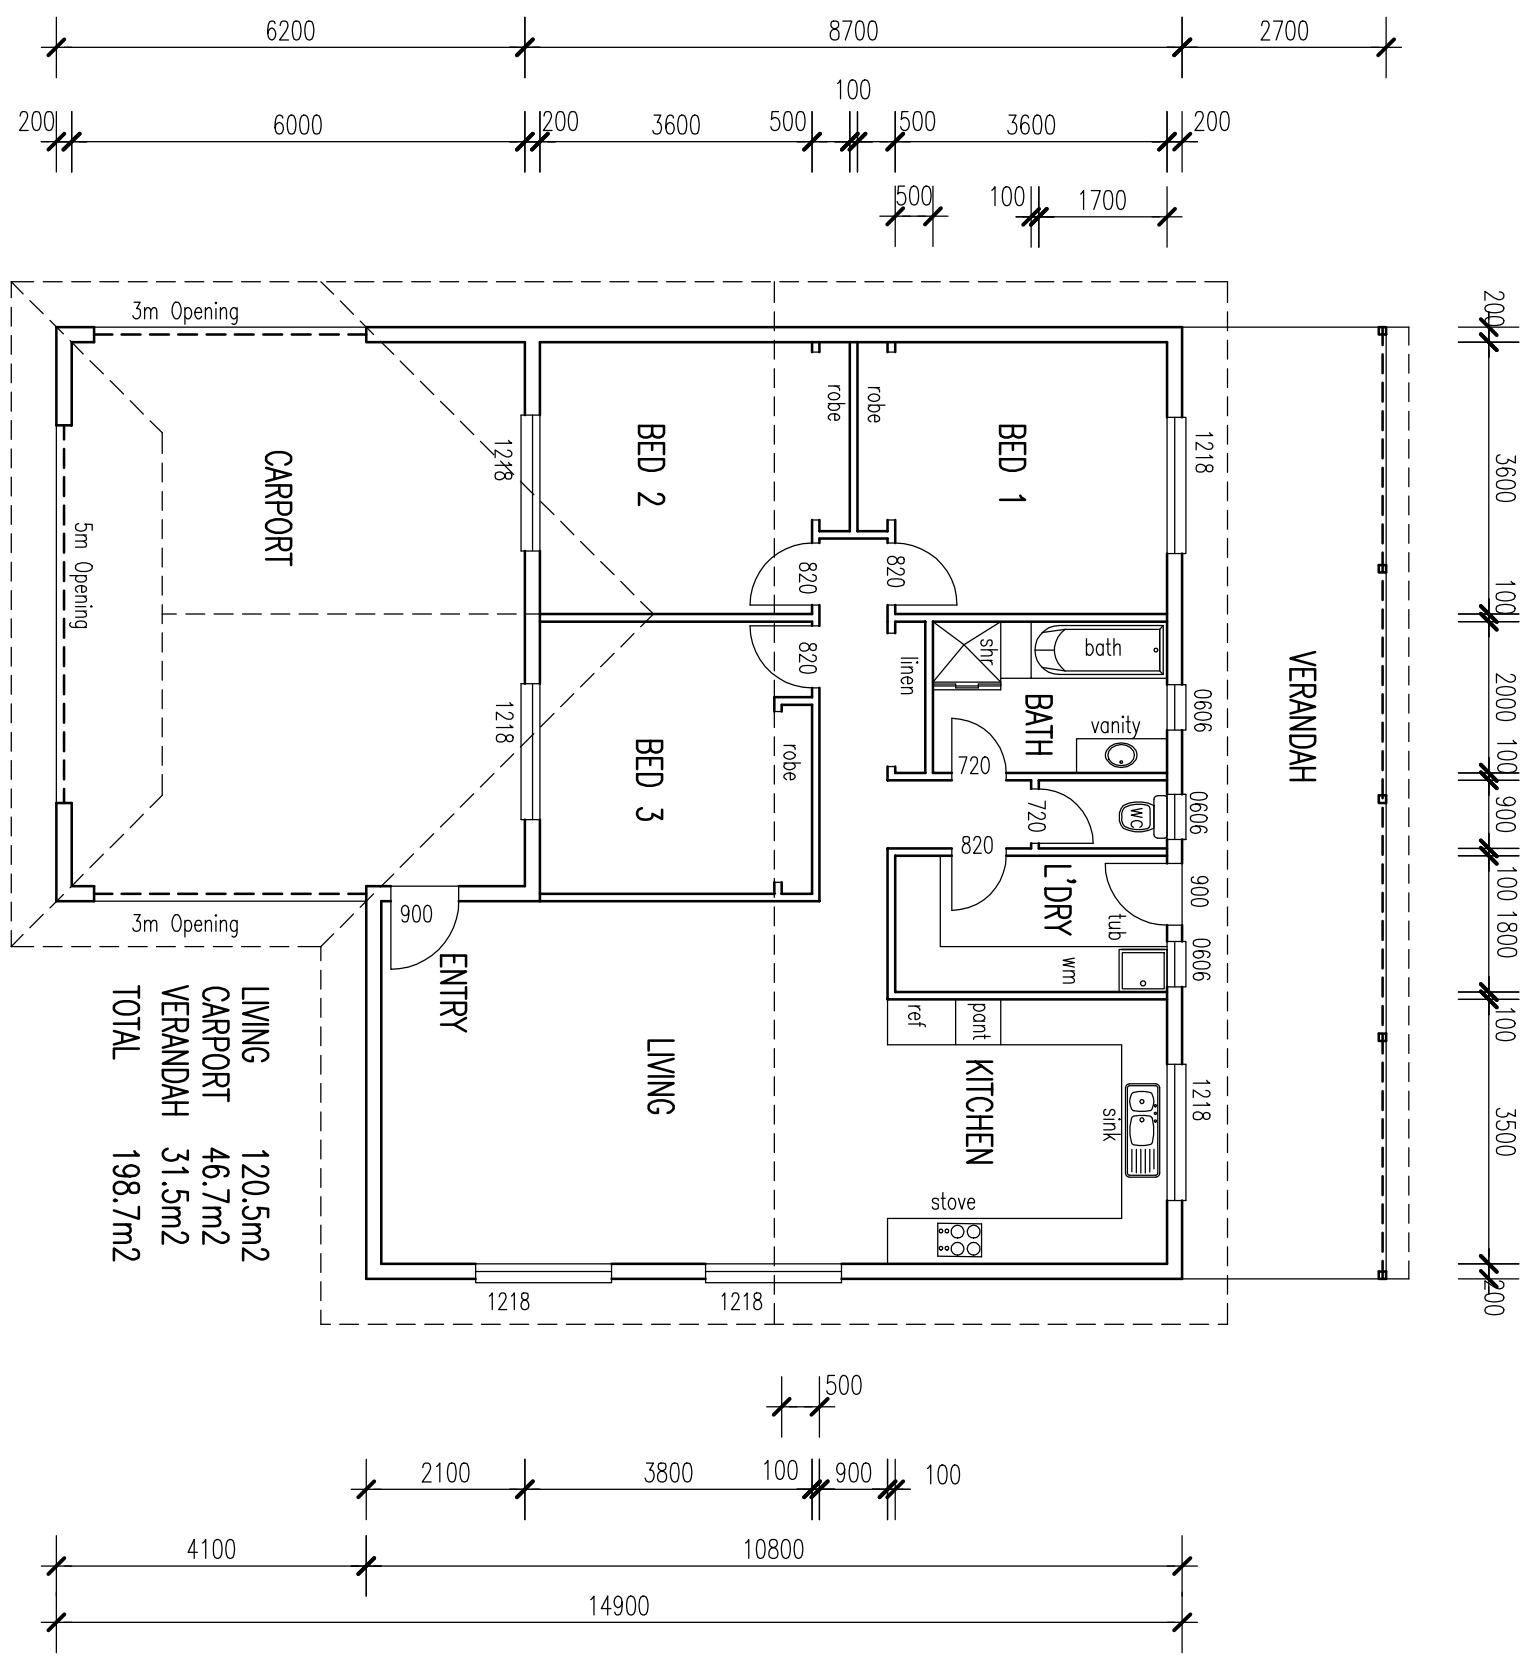 6200
8700
2700
100
200
6000
200
3600
500
500
3600
200
500
100
1700
3m Opening
200
robe
robe
BED 2
BED 1
1218
1218
3600
CARPORT
5m Opening
820
820
100
820
linen
shr
bath
VERANDAH
BATH
0606
2000
vanity
1218
BED 3
robe
720
100
720
WC
0606
900
820
L'DRY
900
100
900
3m Opening
tub
0606
1800
ENTRY
wm
ref
pant
100
LIVING
KITCHEN
sink
1218
3500
stove
LIVING 120.5m2
CARPORT 46.7m2
VERANDAH 31.5m2
TOTAL 198.7m2
1218
1218
200
500
2100
3800
100
900
100
4100
10800
14900